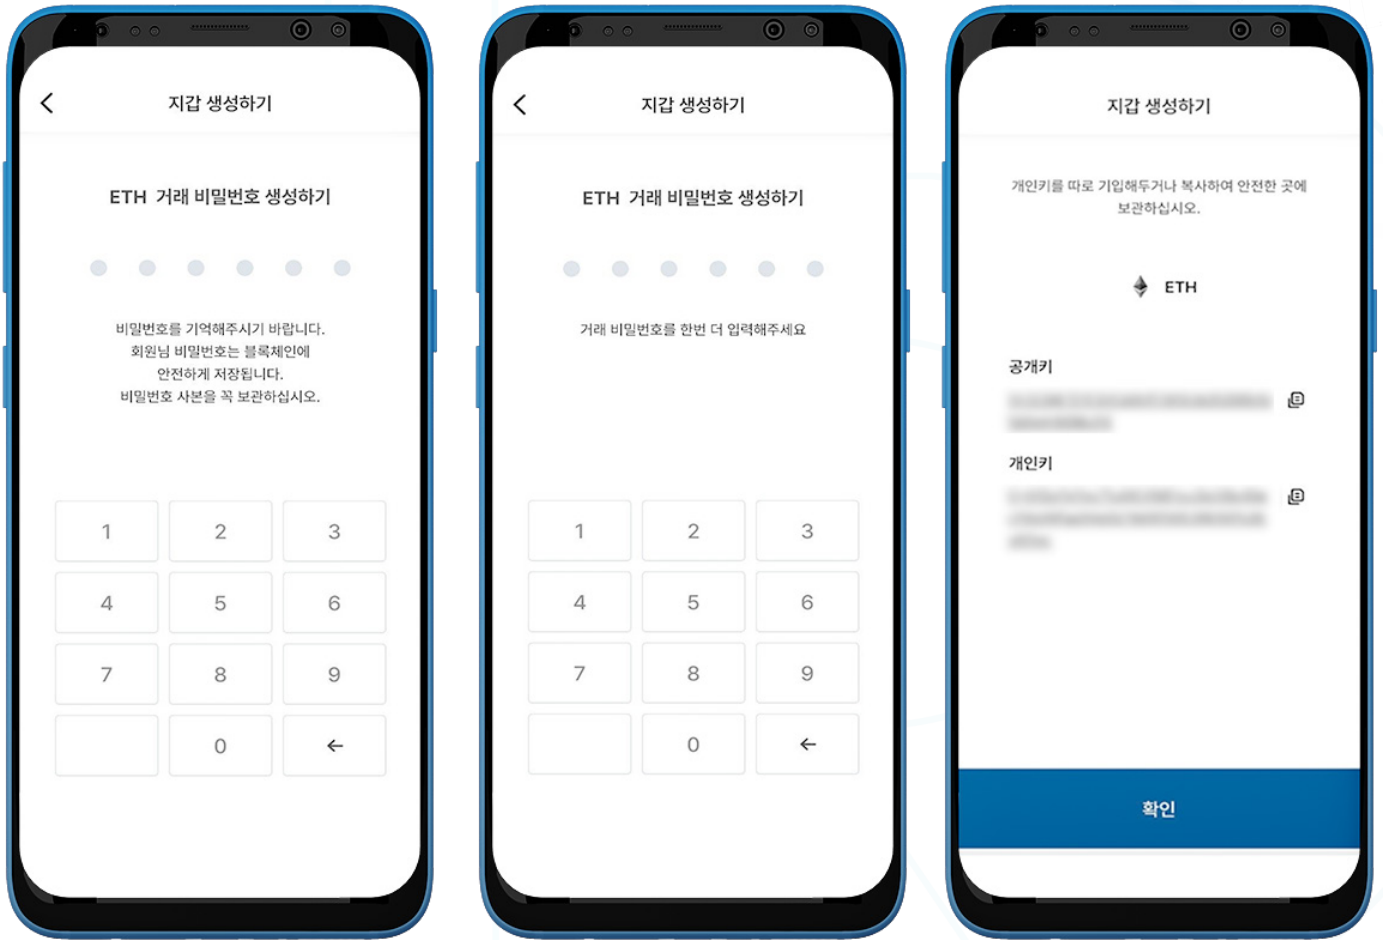 지갑 생성하기
ETH 거래 비밀번호 생성하기
비밀번호를 기억해주시기 바랍니다.
회원님 비밀번호는 블록체인에
안전하게 저장됩니다.
비밀번호 사본을 꼭 보관하십시오.
1 2 3
4 5 6
7 8 9
0 ←
지갑 생성하기
ETH 거래 비밀번호 생성하기
거래 비밀번호를 한번 더 입력해주세요
1 2 3
4 5 6
7 8 9
0 ←
지갑 생성하기
개인키를 따로 기입해두거나 복사하여 안전한 곳에
보관하십시오.
ETH
공개키
개인키
확인